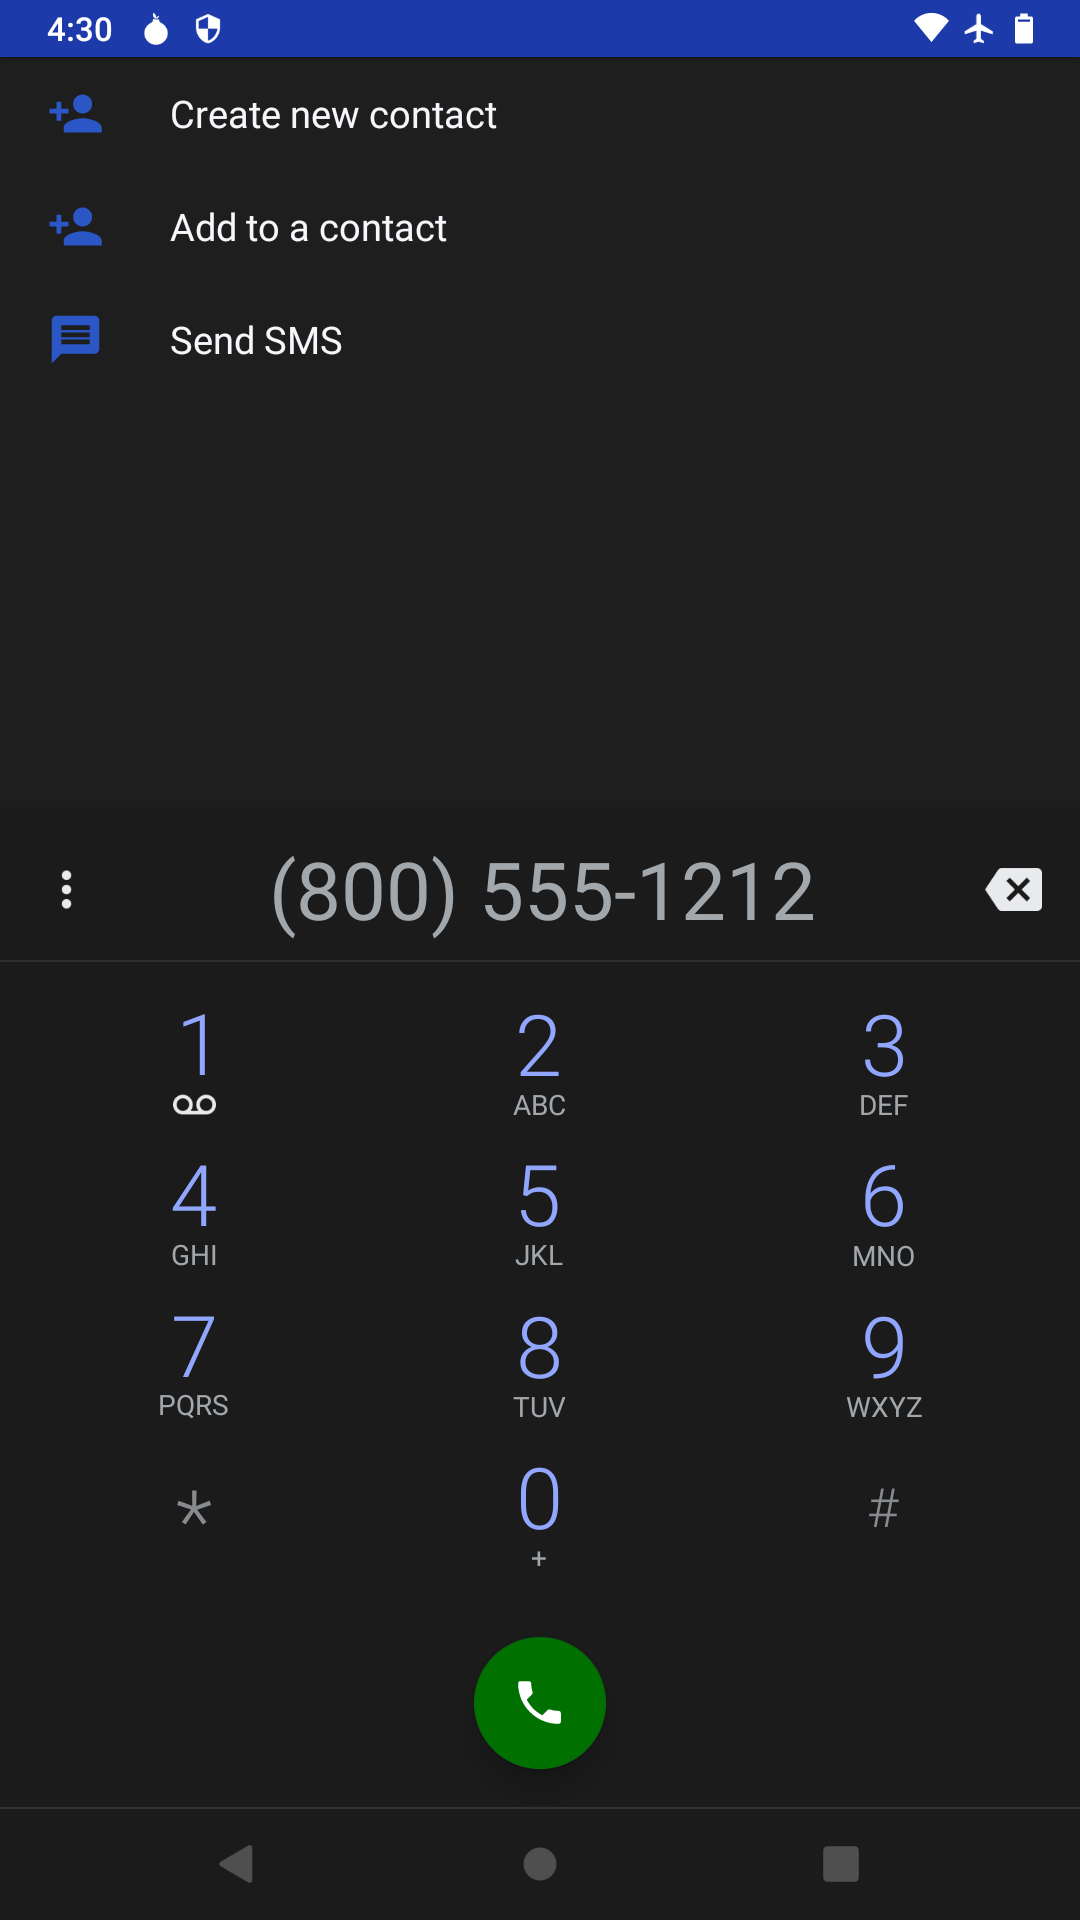 4:30
Create new contact
Add to a contact
Send SMS
(800) 555-1212
1 2 3
ABC DEF
4 5 6
GHI JKL MNO
7 8 9
PQRS TUV WXYZ
* 0 #
+